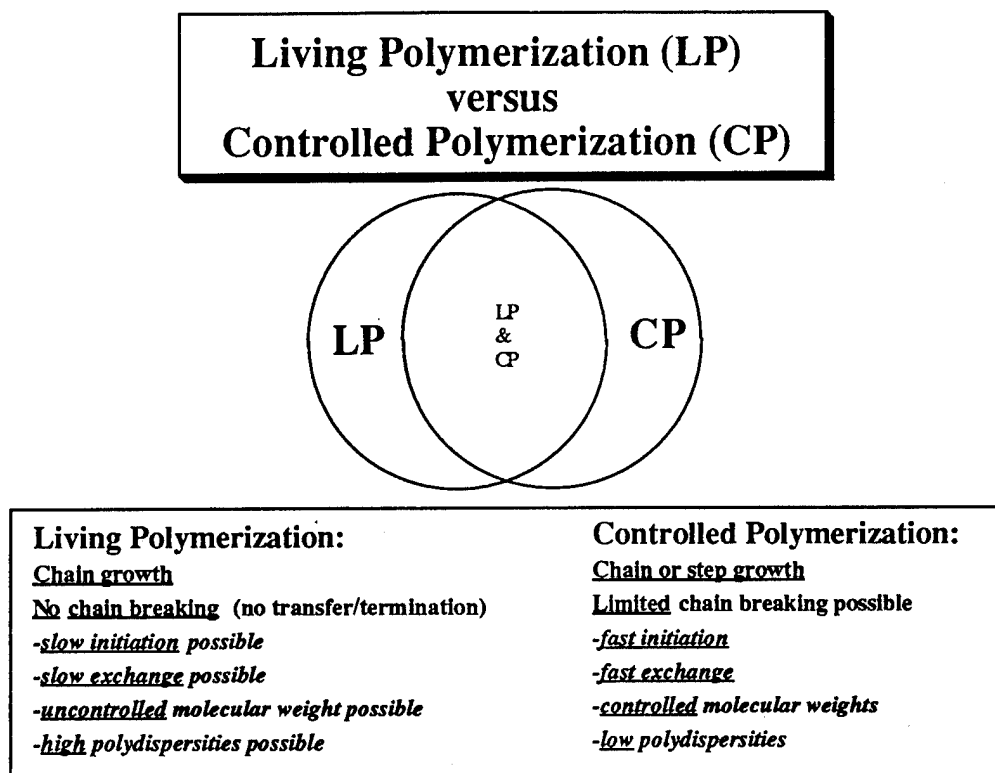 Living Polymerization (LP)
versus
Controlled Polymerization (CP)
LP
LP
&
CP
CP
Living Polymerization:
Chain growth
No chain breaking (no transfer/termination)
-slow initiation possible
-slow exchange possible
-uncontrolled molecular weight possible
-high polydispersities possible
Controlled Polymerization:
Chain or step growth
Limited chain breaking possible
-fast initiation
-fast exchange
-controlled molecular weights
-low polydispersities